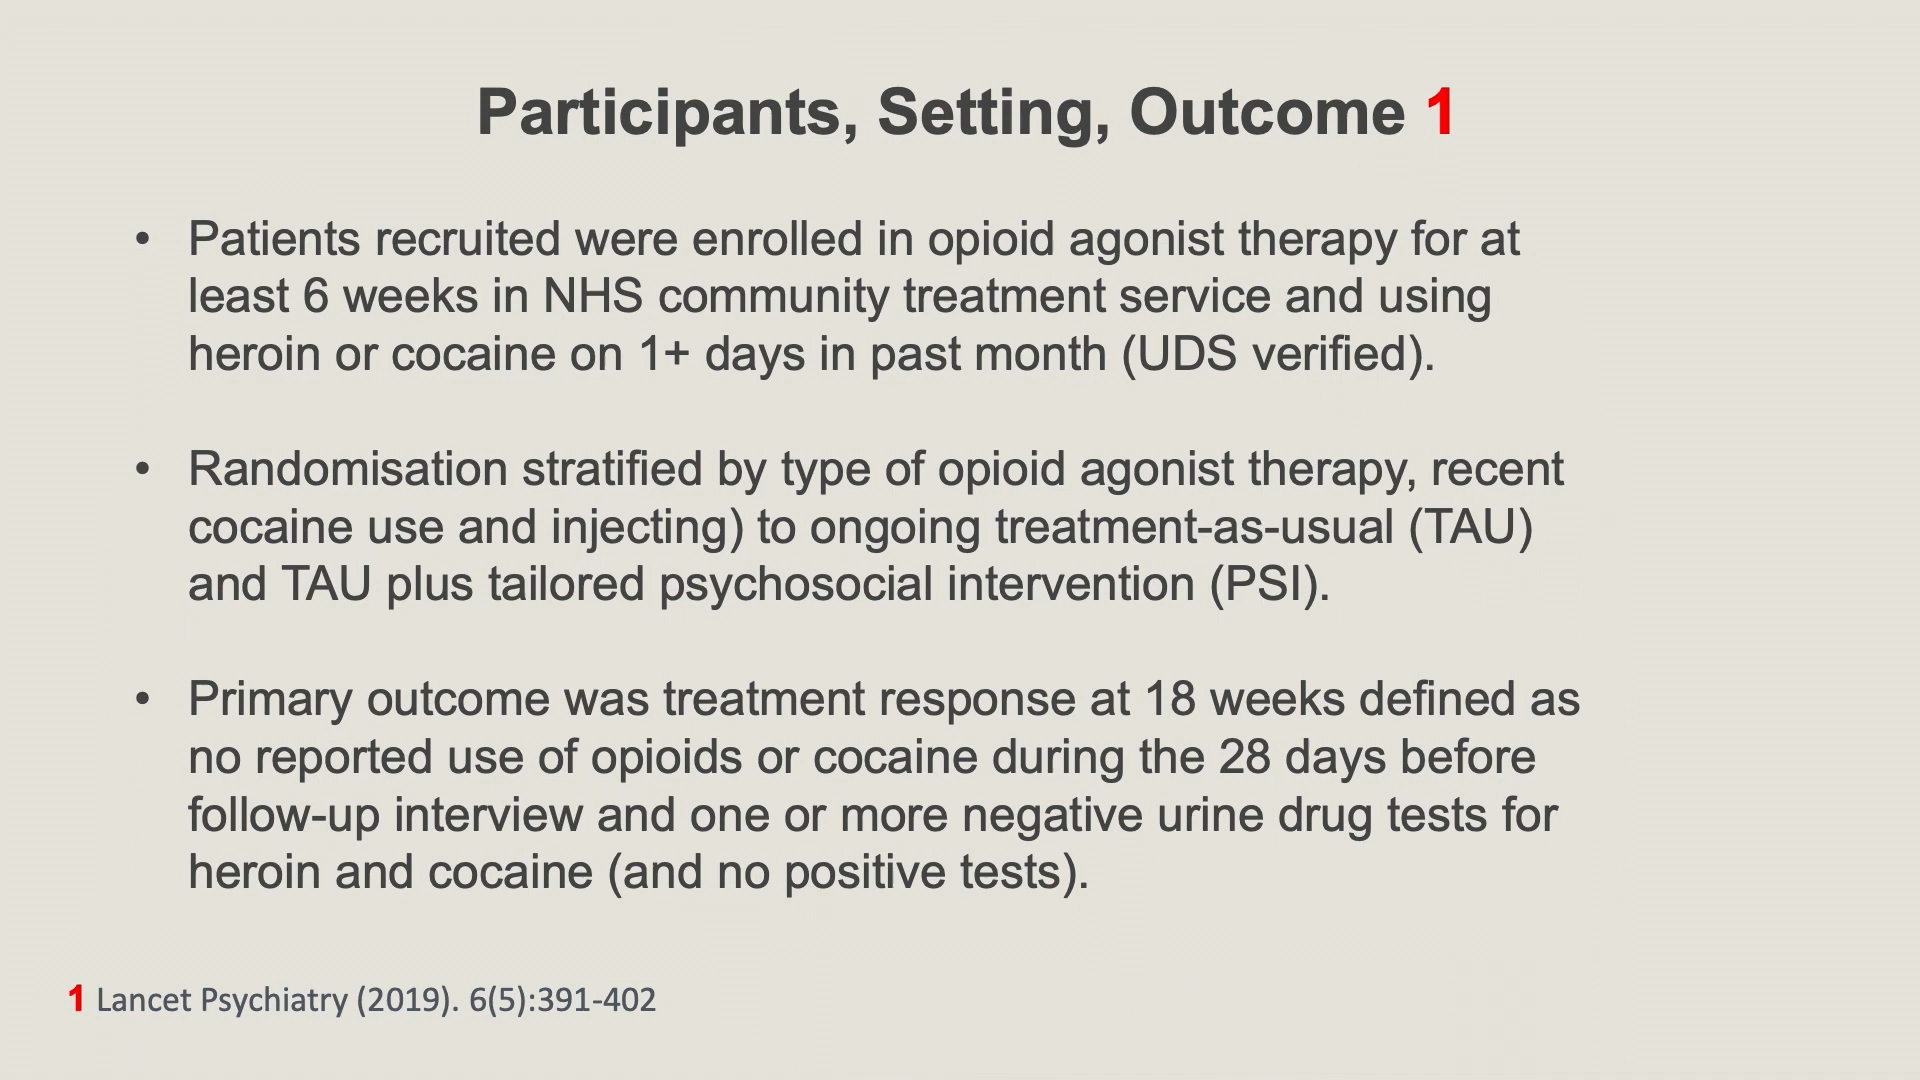 Participants, Setting, Outcome 1
• Patients recruited were enrolled in opioid agonist therapy for at
least 6 weeks in NHS community treatment service and using
heroin or cocaine on 1+ days in past month (UDS verified).
• Randomisation stratified by type of opioid agonist therapy, recent
cocaine use and injecting) to ongoing treatment-as-usual (TAU)
and TAU plus tailored psychosocial intervention (PSI).
• Primary outcome was treatment response at 18 weeks defined as
no reported use of opioids or cocaine during the 28 days before
follow-up interview and one or more negative urine drug tests for
heroin and cocaine (and no positive tests).
1 Lancet Psychiatry (2019). 6(5):391-402